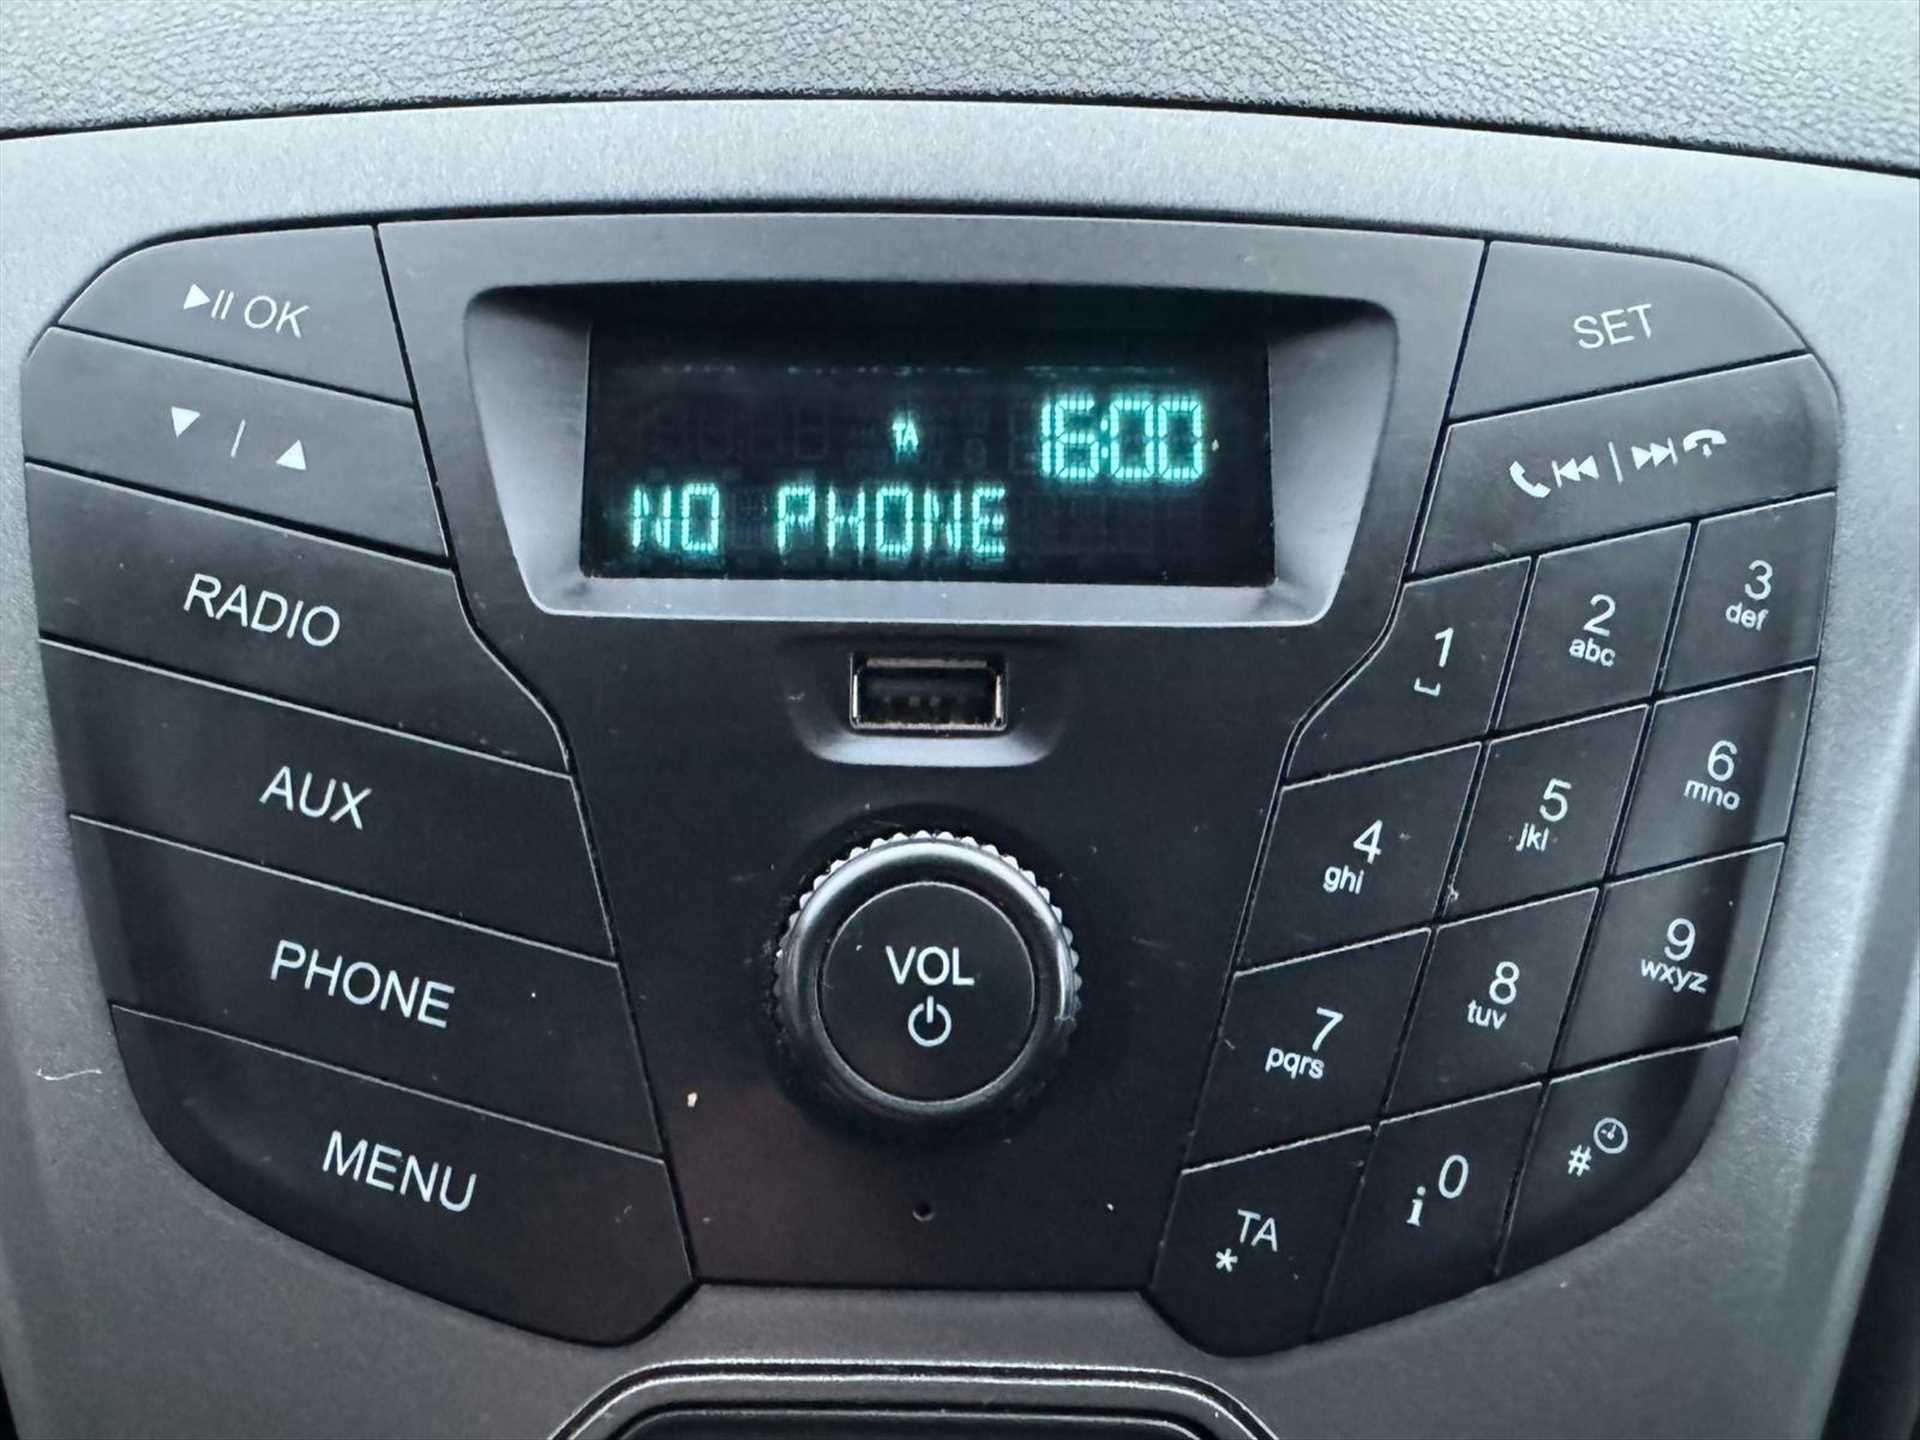 OK
SET
TA 16:00
NO PHONE
RADIO
AUX
PHONE
MENU
VOL
1
2
abc
3
def
4
ghi
5
jkl
6
mno
7
pqrs
8
tuv
9
wxyz
* TA
i 0
#